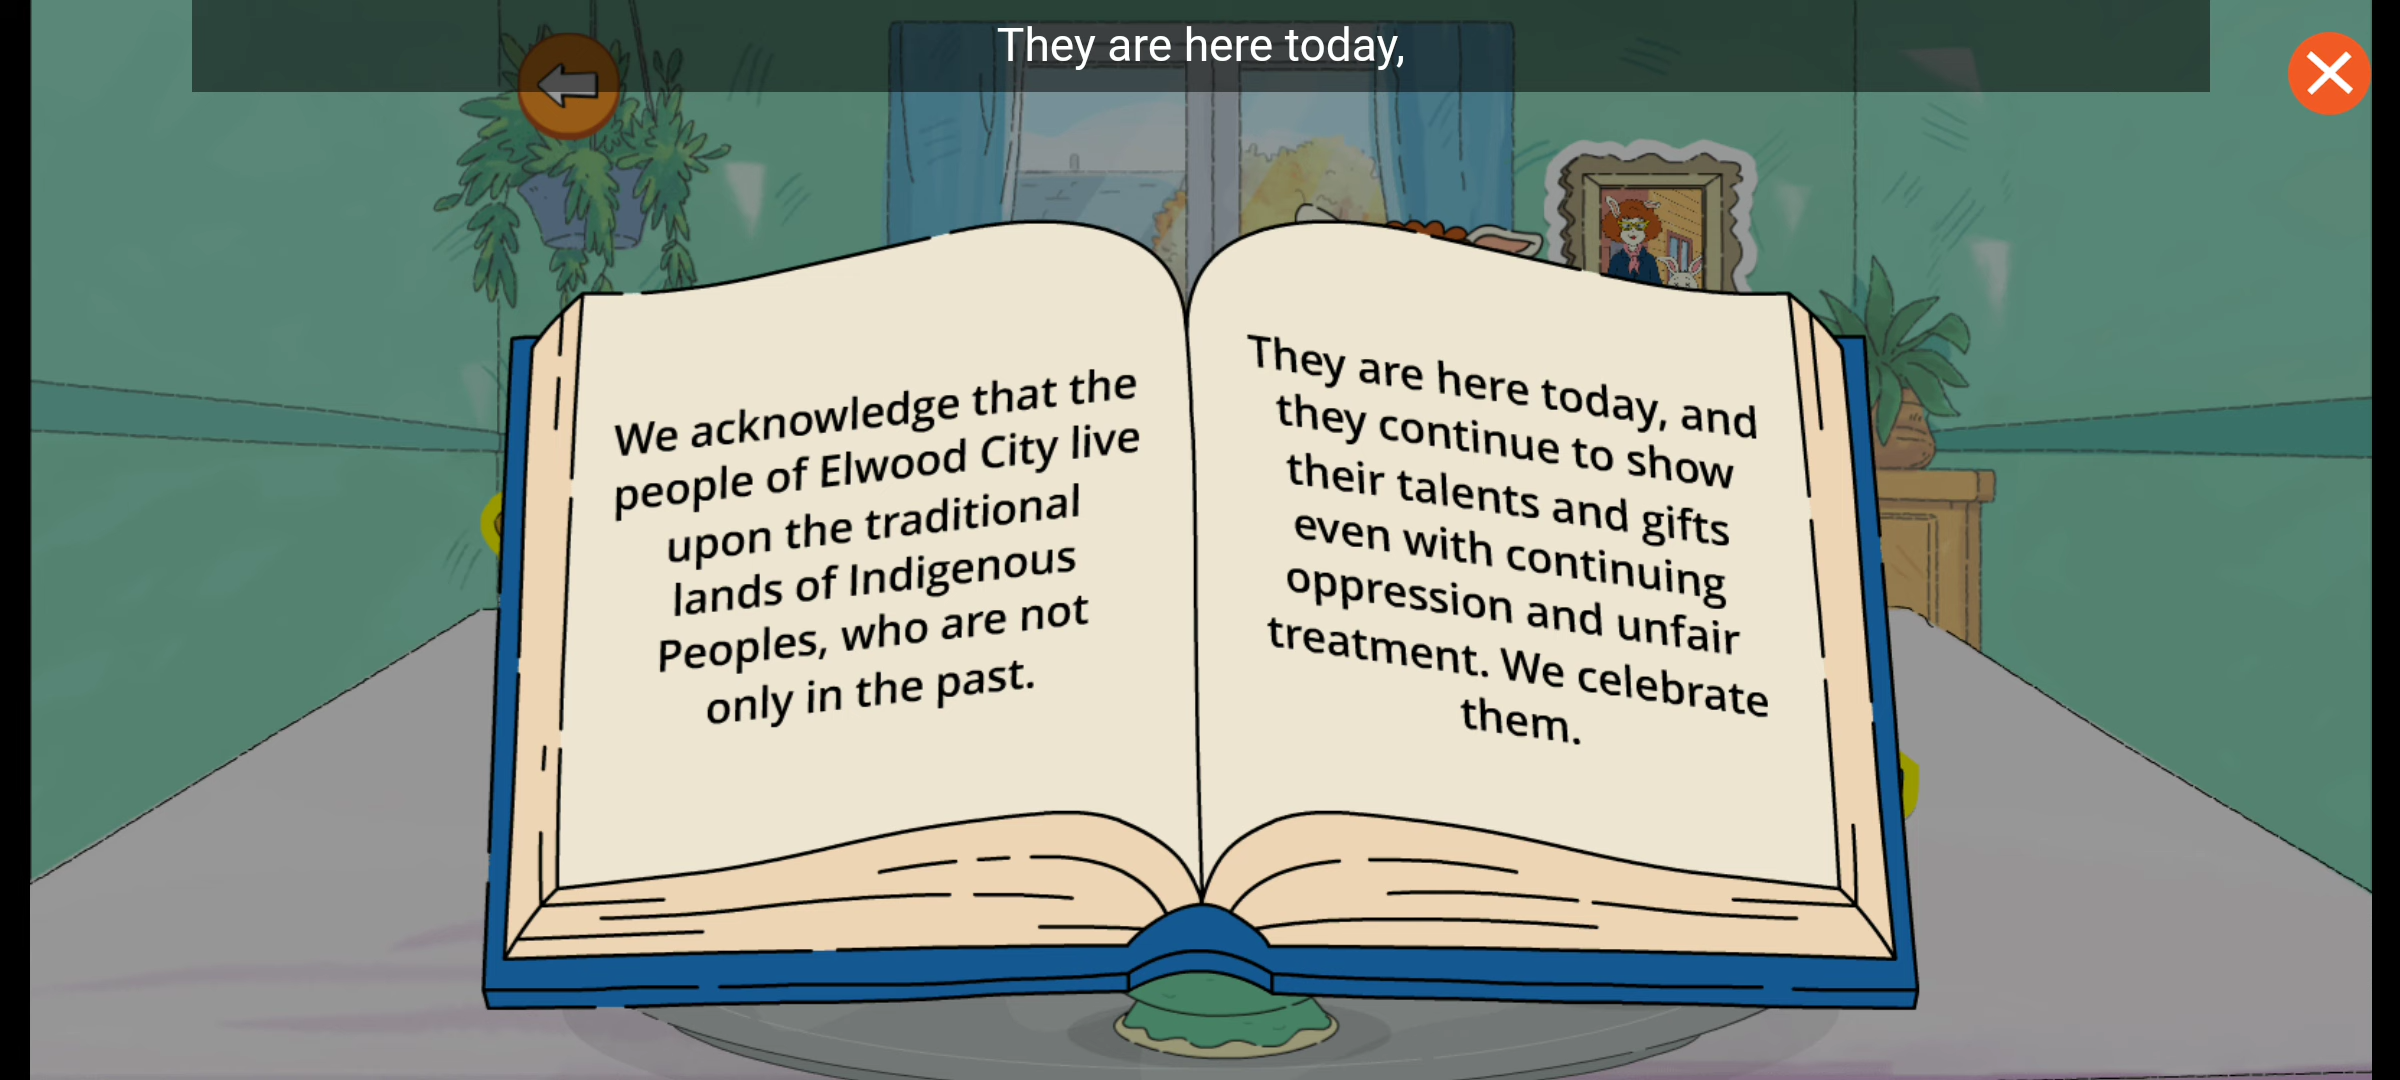 They are here today,
We acknowledge that the
people of Elwood City live
upon the traditional
lands of Indigenous
Peoples, who are not
only in the past.
They are here today, and
they continue to show
their talents and gifts
even with continuing
oppression and unfair
treatment. We celebrate
them.